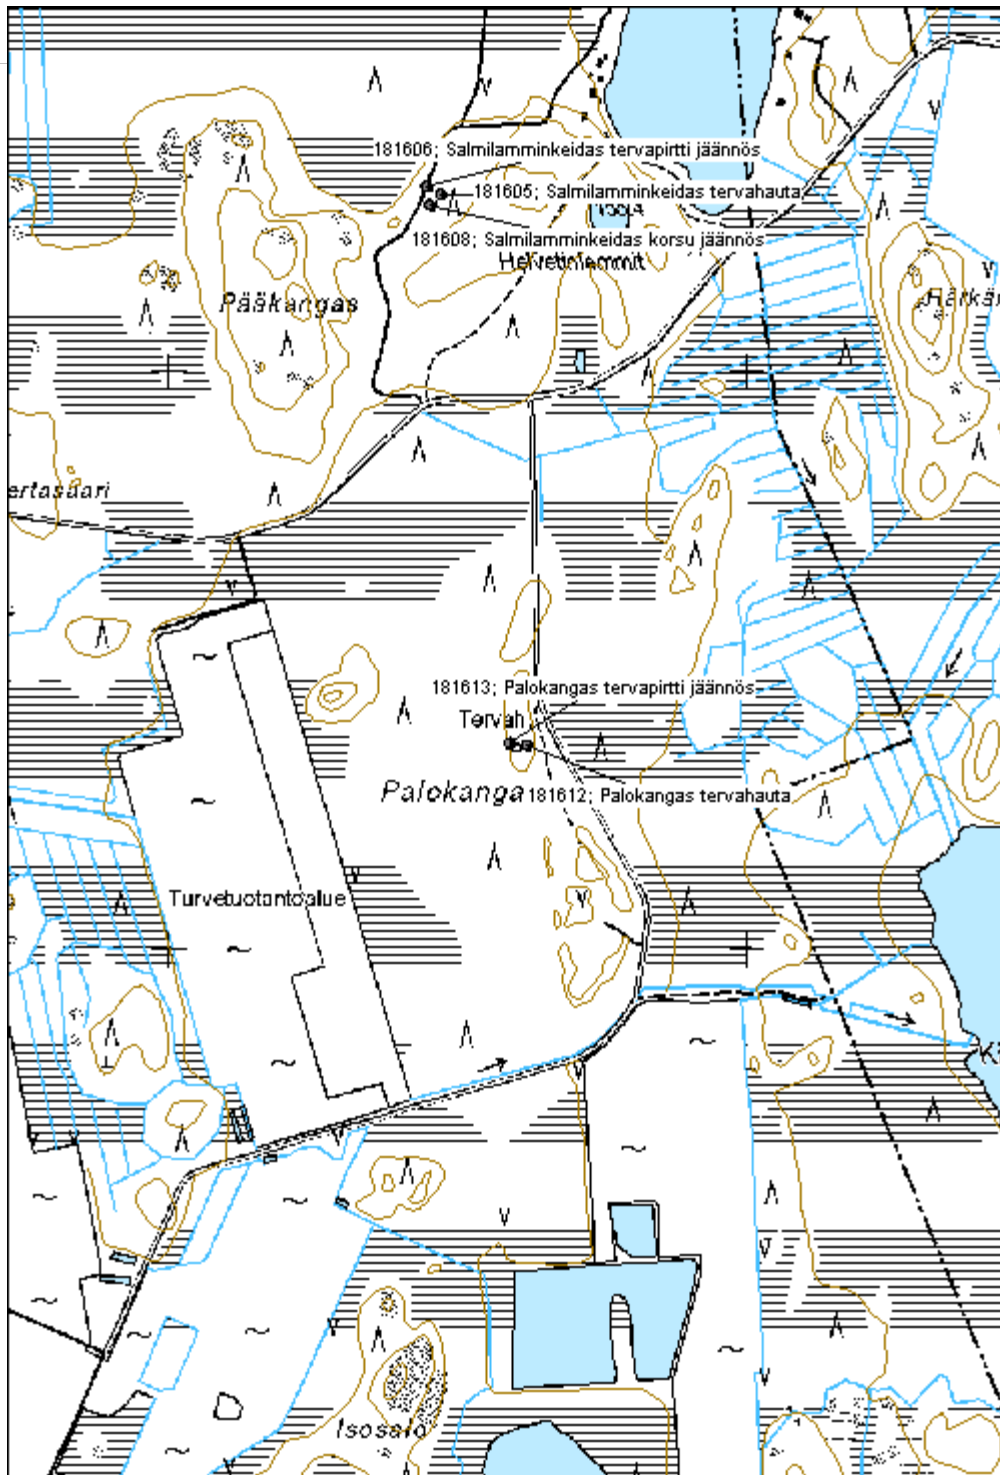 181606; Salmilamminkeidas tervapirtti jäännös
181605; Salmilamminkeidas tervahauta
181608; Salmilamminkeidas korsu jäännös
Pääkangas
ertasaari
181613; Palokangas tervapirtti jäännös
Tervah
Palokanga
181612; Palokangas tervahauta
Turvetuotantoalue
Isosalo